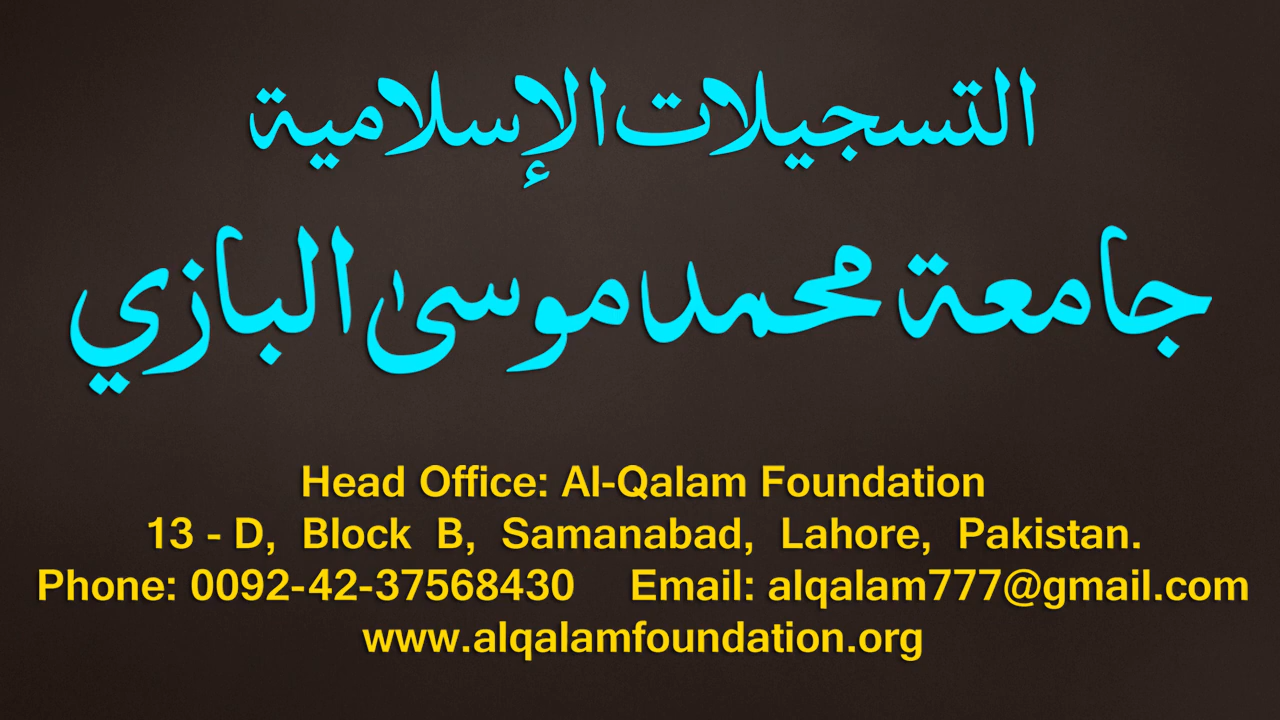 التسجيلات الإسلامية
جامعة محمد موسىٰ البازي
Head Office: Al-Qalam Foundation
13 - D, Block B, Samanabad, Lahore, Pakistan.
Phone: 0092-42-37568430 Email: alqalam777@gmail.com
www.alqalamfoundation.org